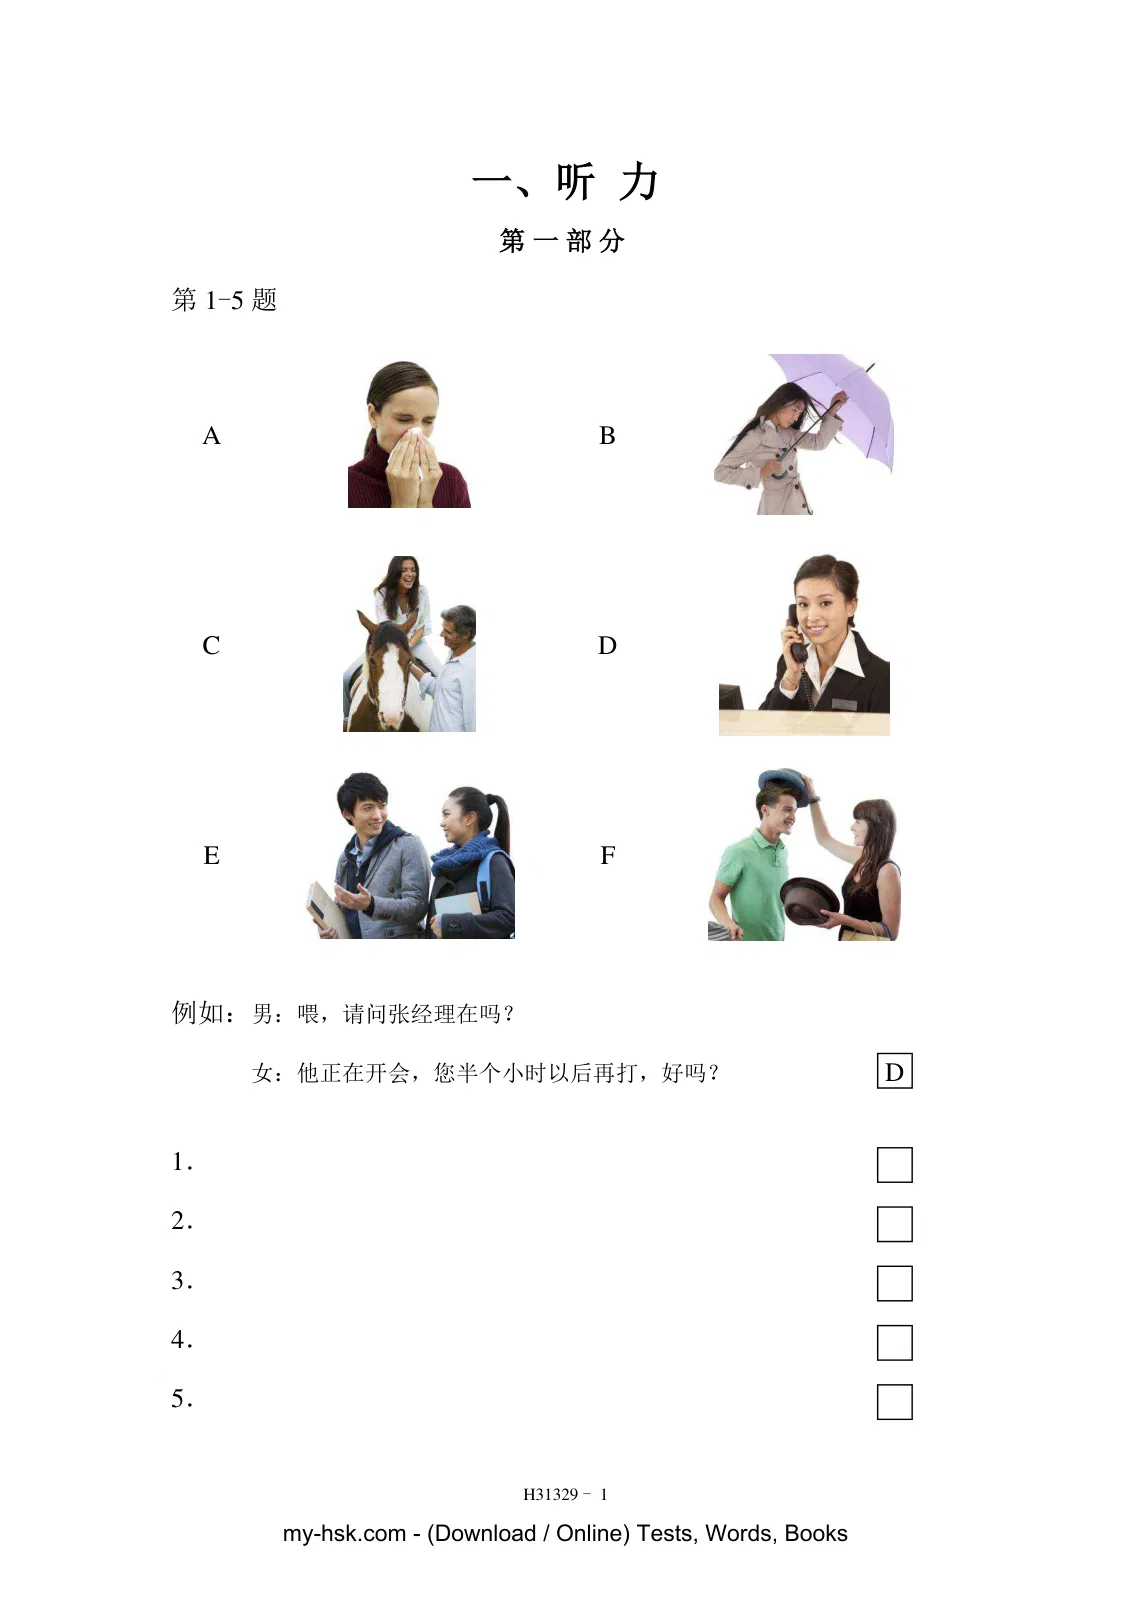 一、听 力
第一部分
第 1-5 题
A
B
C
D
E
F
例如：男：喂，请问张经理在吗？
女：他正在开会，您半个小时以后再打，好吗？
D
1.
2.
3.
4.
5.
H31329 - 1
my-hsk.com - (Download / Online) Tests, Words, Books